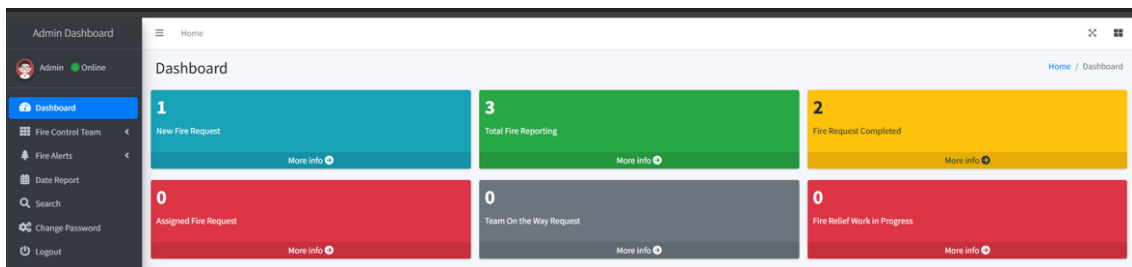 Admin Dashboard
Home
Admin Online
Dashboard
Home / Dashboard
Dashboard
Fire Control Team
Fire Alerts
Date Report
Search
Change Password
Logout
1
New Fire Request
More info
3
Total Fire Reporting
More info
2
Fire Request Completed
More info
0
Assigned Fire Request
More info
0
Team On the Way Request
More info
0
Fire Relief Work in Progress
More info